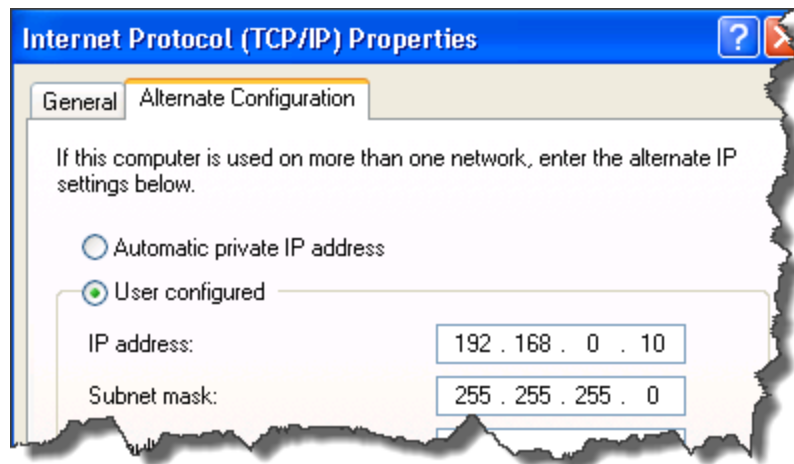 Internet Protocol (TCP/IP) Properties
General Alternate Configuration
If this computer is used on more than one network, enter the alternate IP
settings below.
Automatic private IP address
User configured
IP address: 192 . 168 . 0 . 10
Subnet mask: 255 . 255 . 255 . 0